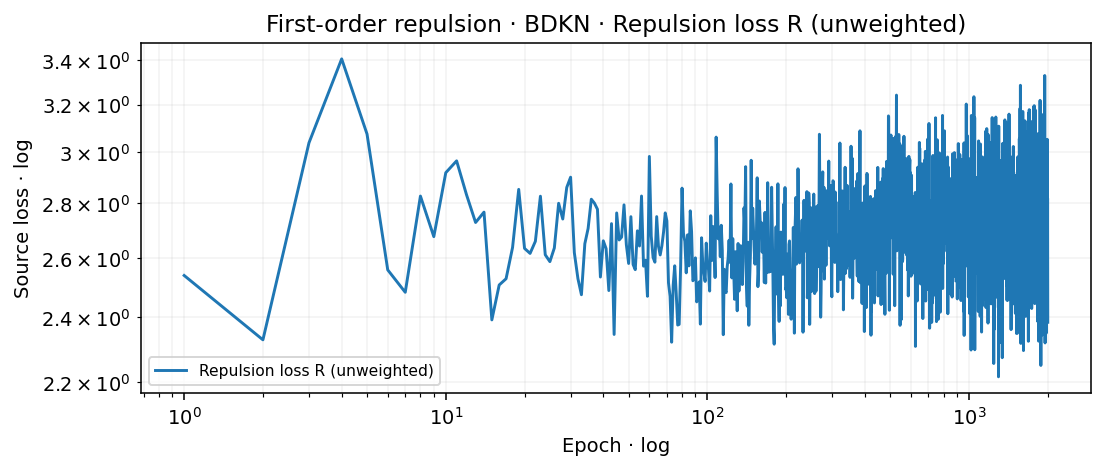 First-order repulsion · BDKN · Repulsion loss R (unweighted)
Source loss · log
3.4 × 10⁰
3.2 × 10⁰
3 × 10⁰
2.8 × 10⁰
2.6 × 10⁰
2.4 × 10⁰
2.2 × 10⁰
Repulsion loss R (unweighted)
10⁰ 10¹ 10² 10³
Epoch · log